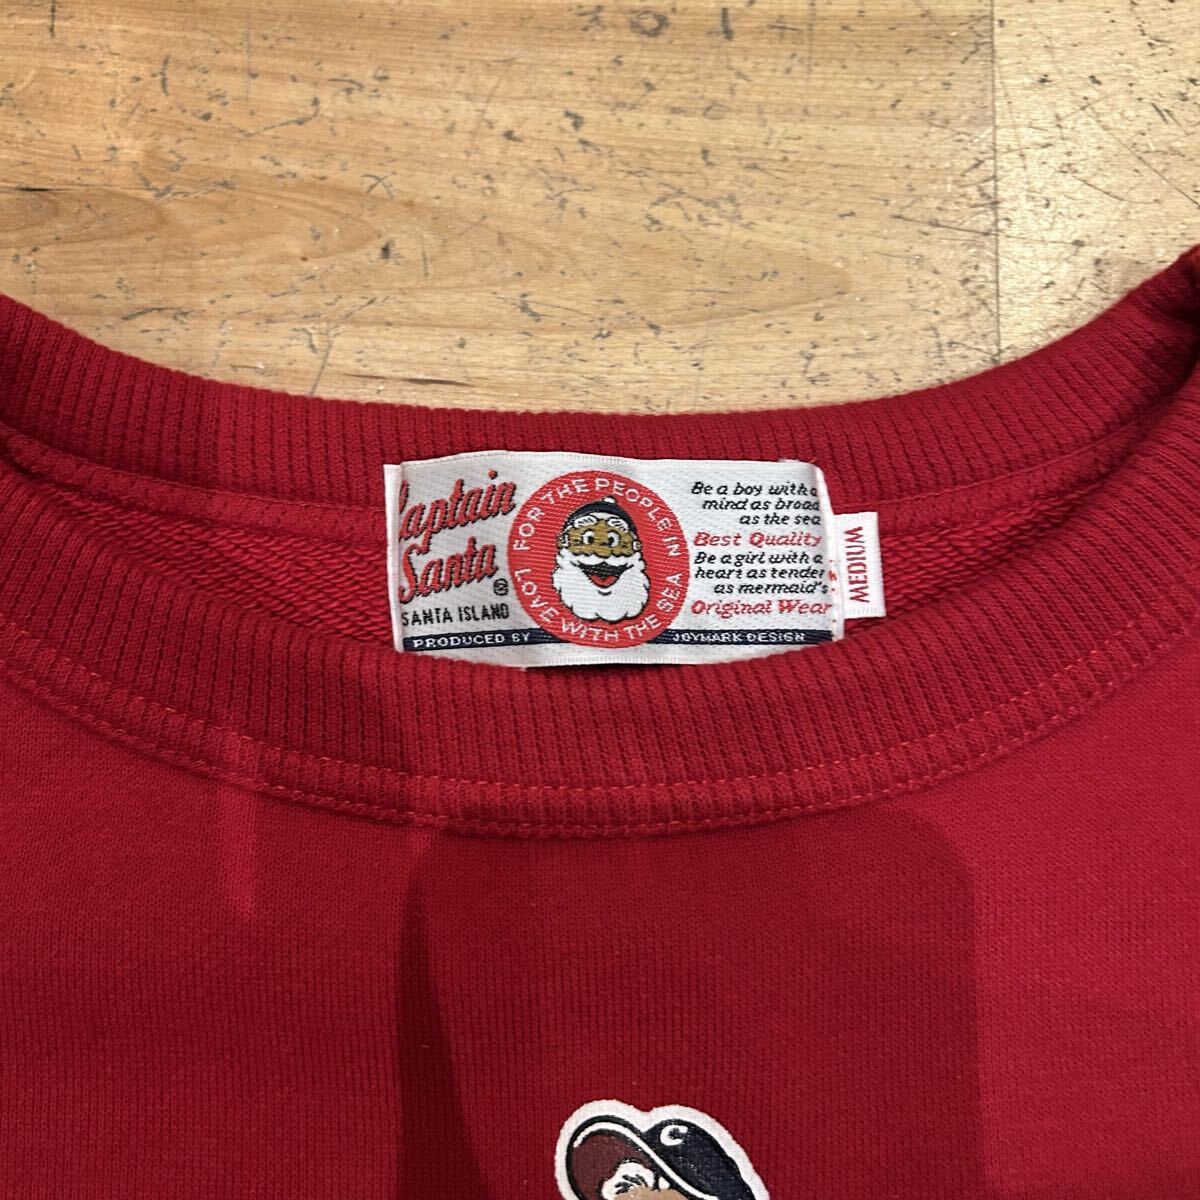 Captain
Santa®
SANTA ISLAND
FOR THE PEOPLE IN
LOVE WITH THE SEA
Be a boy with a
mind as broad
as the sea
Best Quality
Be a girl with a
heart as tender
as mermaid's
Original Wear
PRODUCED BY JOYMARK DESIGN
MEDIUM
C